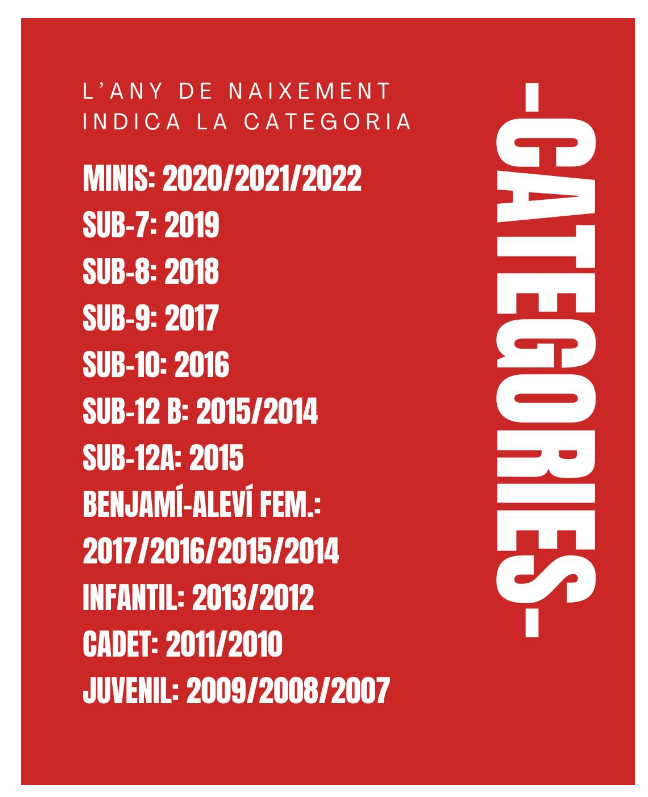 L'ANY DE NAIXEMENT
INDICA LA CATEGORIA
MINIS: 2020/2021/2022
SUB-7: 2019
SUB-8: 2018
SUB-9: 2017
SUB-10: 2016
SUB-12 B: 2015/2014
SUB-12A: 2015
BENJAMÍ-ALEVÍ FEM.:
2017/2016/2015/2014
INFANTIL: 2013/2012
CADET: 2011/2010
JUVENIL: 2009/2008/2007
-CATEGORIES-